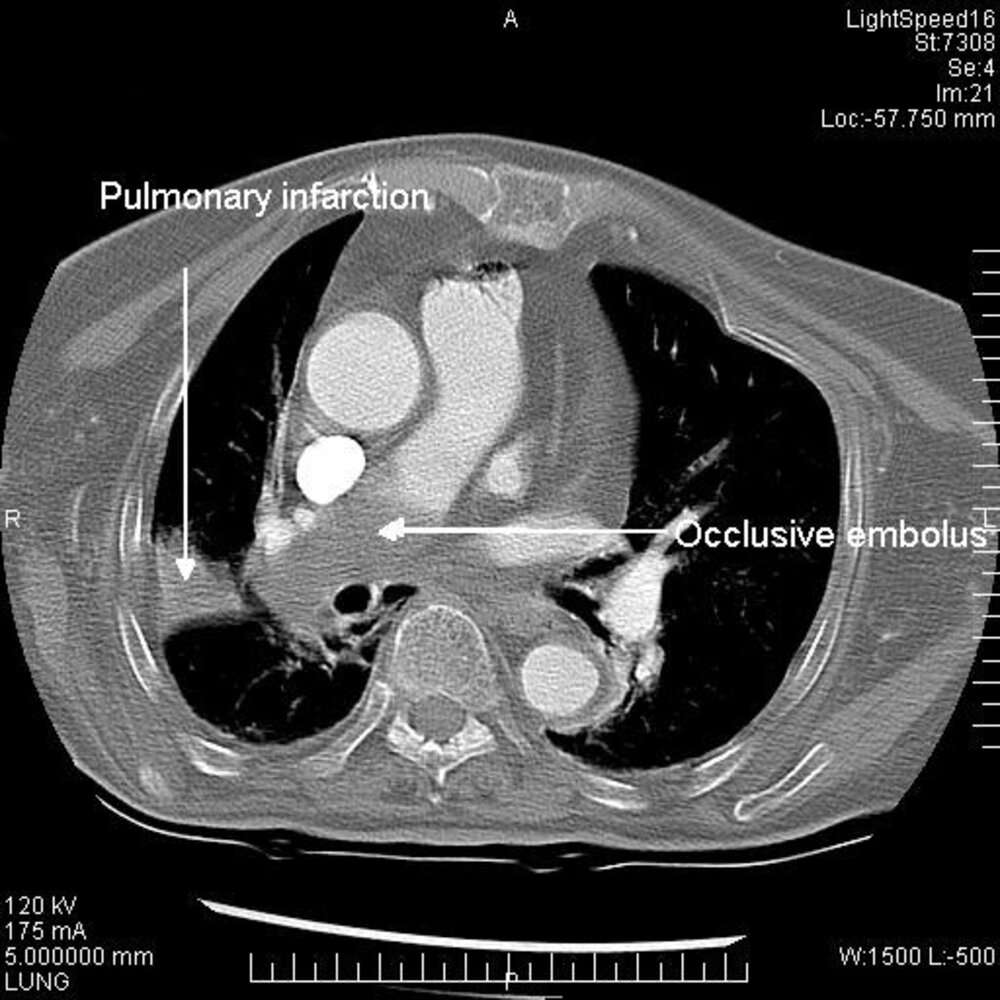 A
LightSpeed16
St:7308
Se:4
Im:21
Loc:-57.750 mm
Pulmonary infarction
R
Occlusive embolus
120 kV
175 mA
5.000000 mm
LUNG
P
W:1500 L:-500